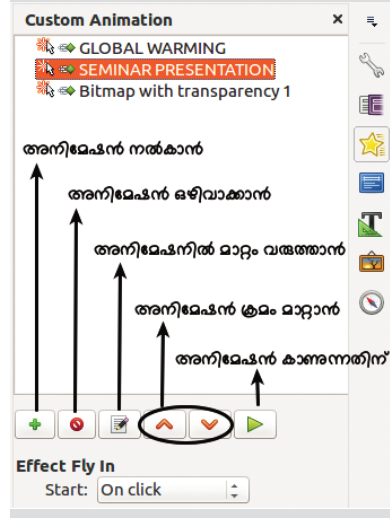 Custom Animation ×
GLOBAL WARMING
SEMINAR PRESENTATION
Bitmap with transparency 1
അനിമേഷൻ നൽകാൻ
അനിമേഷൻ ഒഴിവാക്കാൻ
അനിമേഷനിൽ മാറ്റം വരുത്താൻ
അനിമേഷൻ ക്രമം മാറ്റാൻ
അനിമേഷൻ കാണുന്നതിന്
Effect Fly In
Start: On click